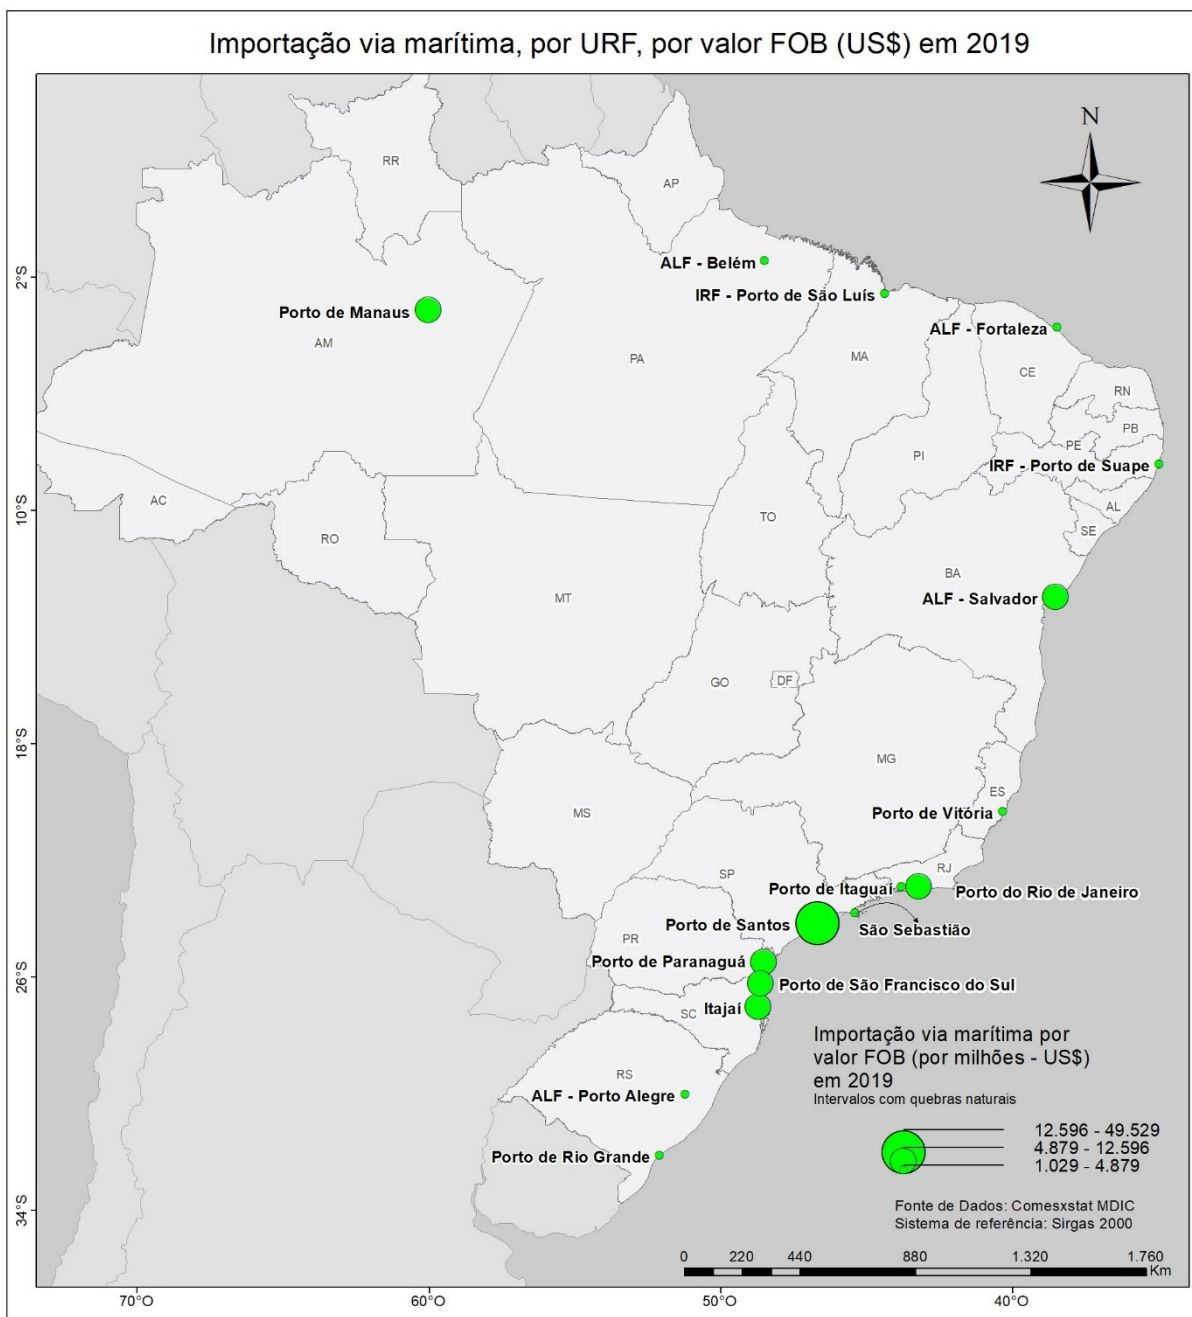 Importação via marítima, por URF, por valor FOB (US$) em 2019
N
RR
AP
ALF - Belém
2°S
IRF - Porto de São Luís
Porto de Manaus
ALF - Fortaleza
AM
PA
MA
CE
RN
PB
PE
PI
IRF - Porto de Suape
AC
10°S
TO
AL
SE
RO
BA
MT
ALF - Salvador
GO
DF
18°S
MG
ES
MS
Porto de Vitória
RJ
SP
Porto de Itaguaí
Porto do Rio de Janeiro
Porto de Santos
São Sebastião
PR
Porto de Paranaguá
26°S
Porto de São Francisco do Sul
Itajaí
SC
RS
ALF - Porto Alegre
Porto de Rio Grande
34°S
Importação via marítima por
valor FOB (por milhões - US$)
em 2019
Intervalos com quebras naturais
12.596 - 49.529
4.879 - 12.596
1.029 - 4.879
Fonte de Dados: Comesxstat MDIC
Sistema de referência: Sirgas 2000
0 220 440 880 1.320 1.760
Km
70°O 60°O 50°O 40°O